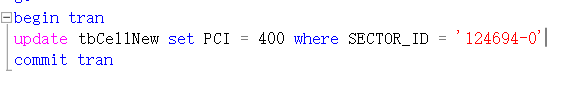 begin tran
update tbCellNew set PCI = 400 where SECTOR_ID = '124694-0'
commit tran